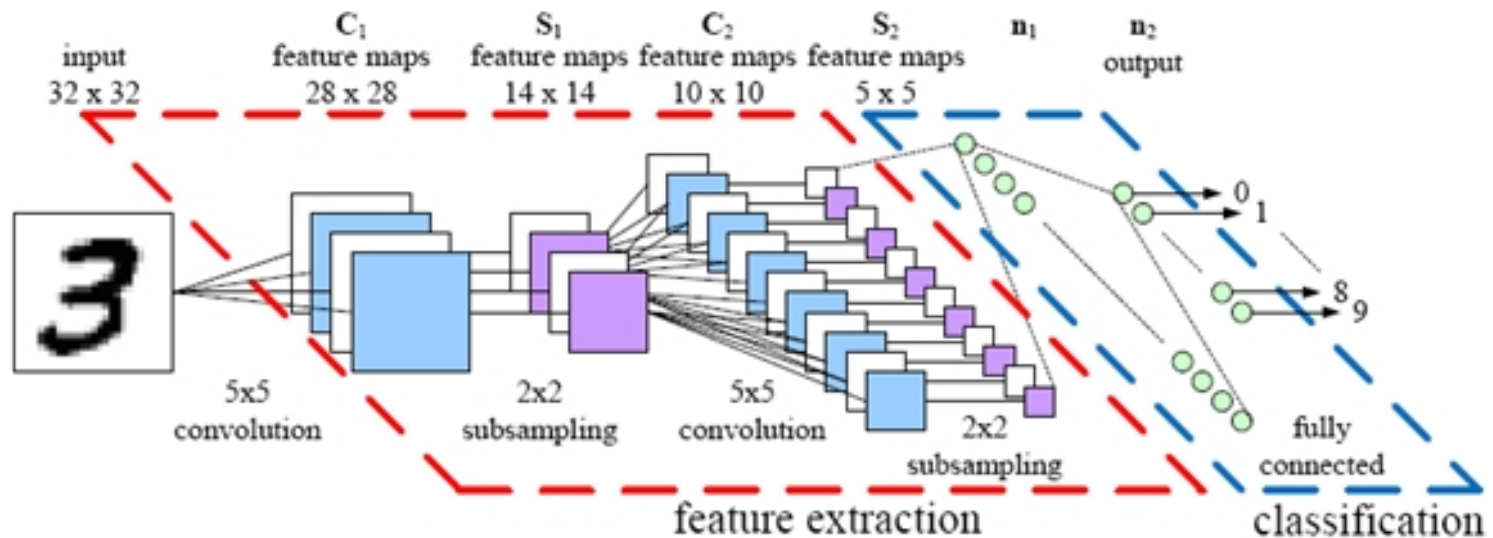 C₁
S₁
C₂
S₂
n₁
n₂
input
feature maps
feature maps
feature maps
feature maps
output
32 x 32
28 x 28
14 x 14
10 x 10
5 x 5
3
0
1
8
9
5x5
convolution
2x2
subsampling
5x5
convolution
2x2
subsampling
fully
connected
feature extraction
classification